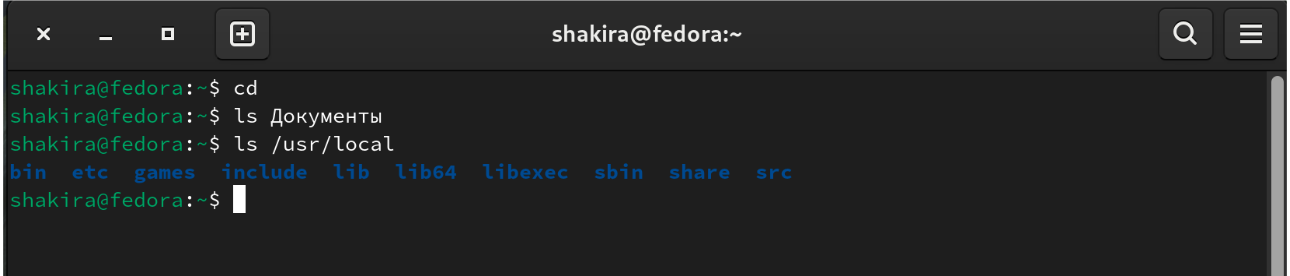 shakira@fedora:~
shakira@fedora:~$ cd
shakira@fedora:~$ ls Документы
shakira@fedora:~$ ls /usr/local
bin etc games include lib lib64 libexec sbin share src
shakira@fedora:~$